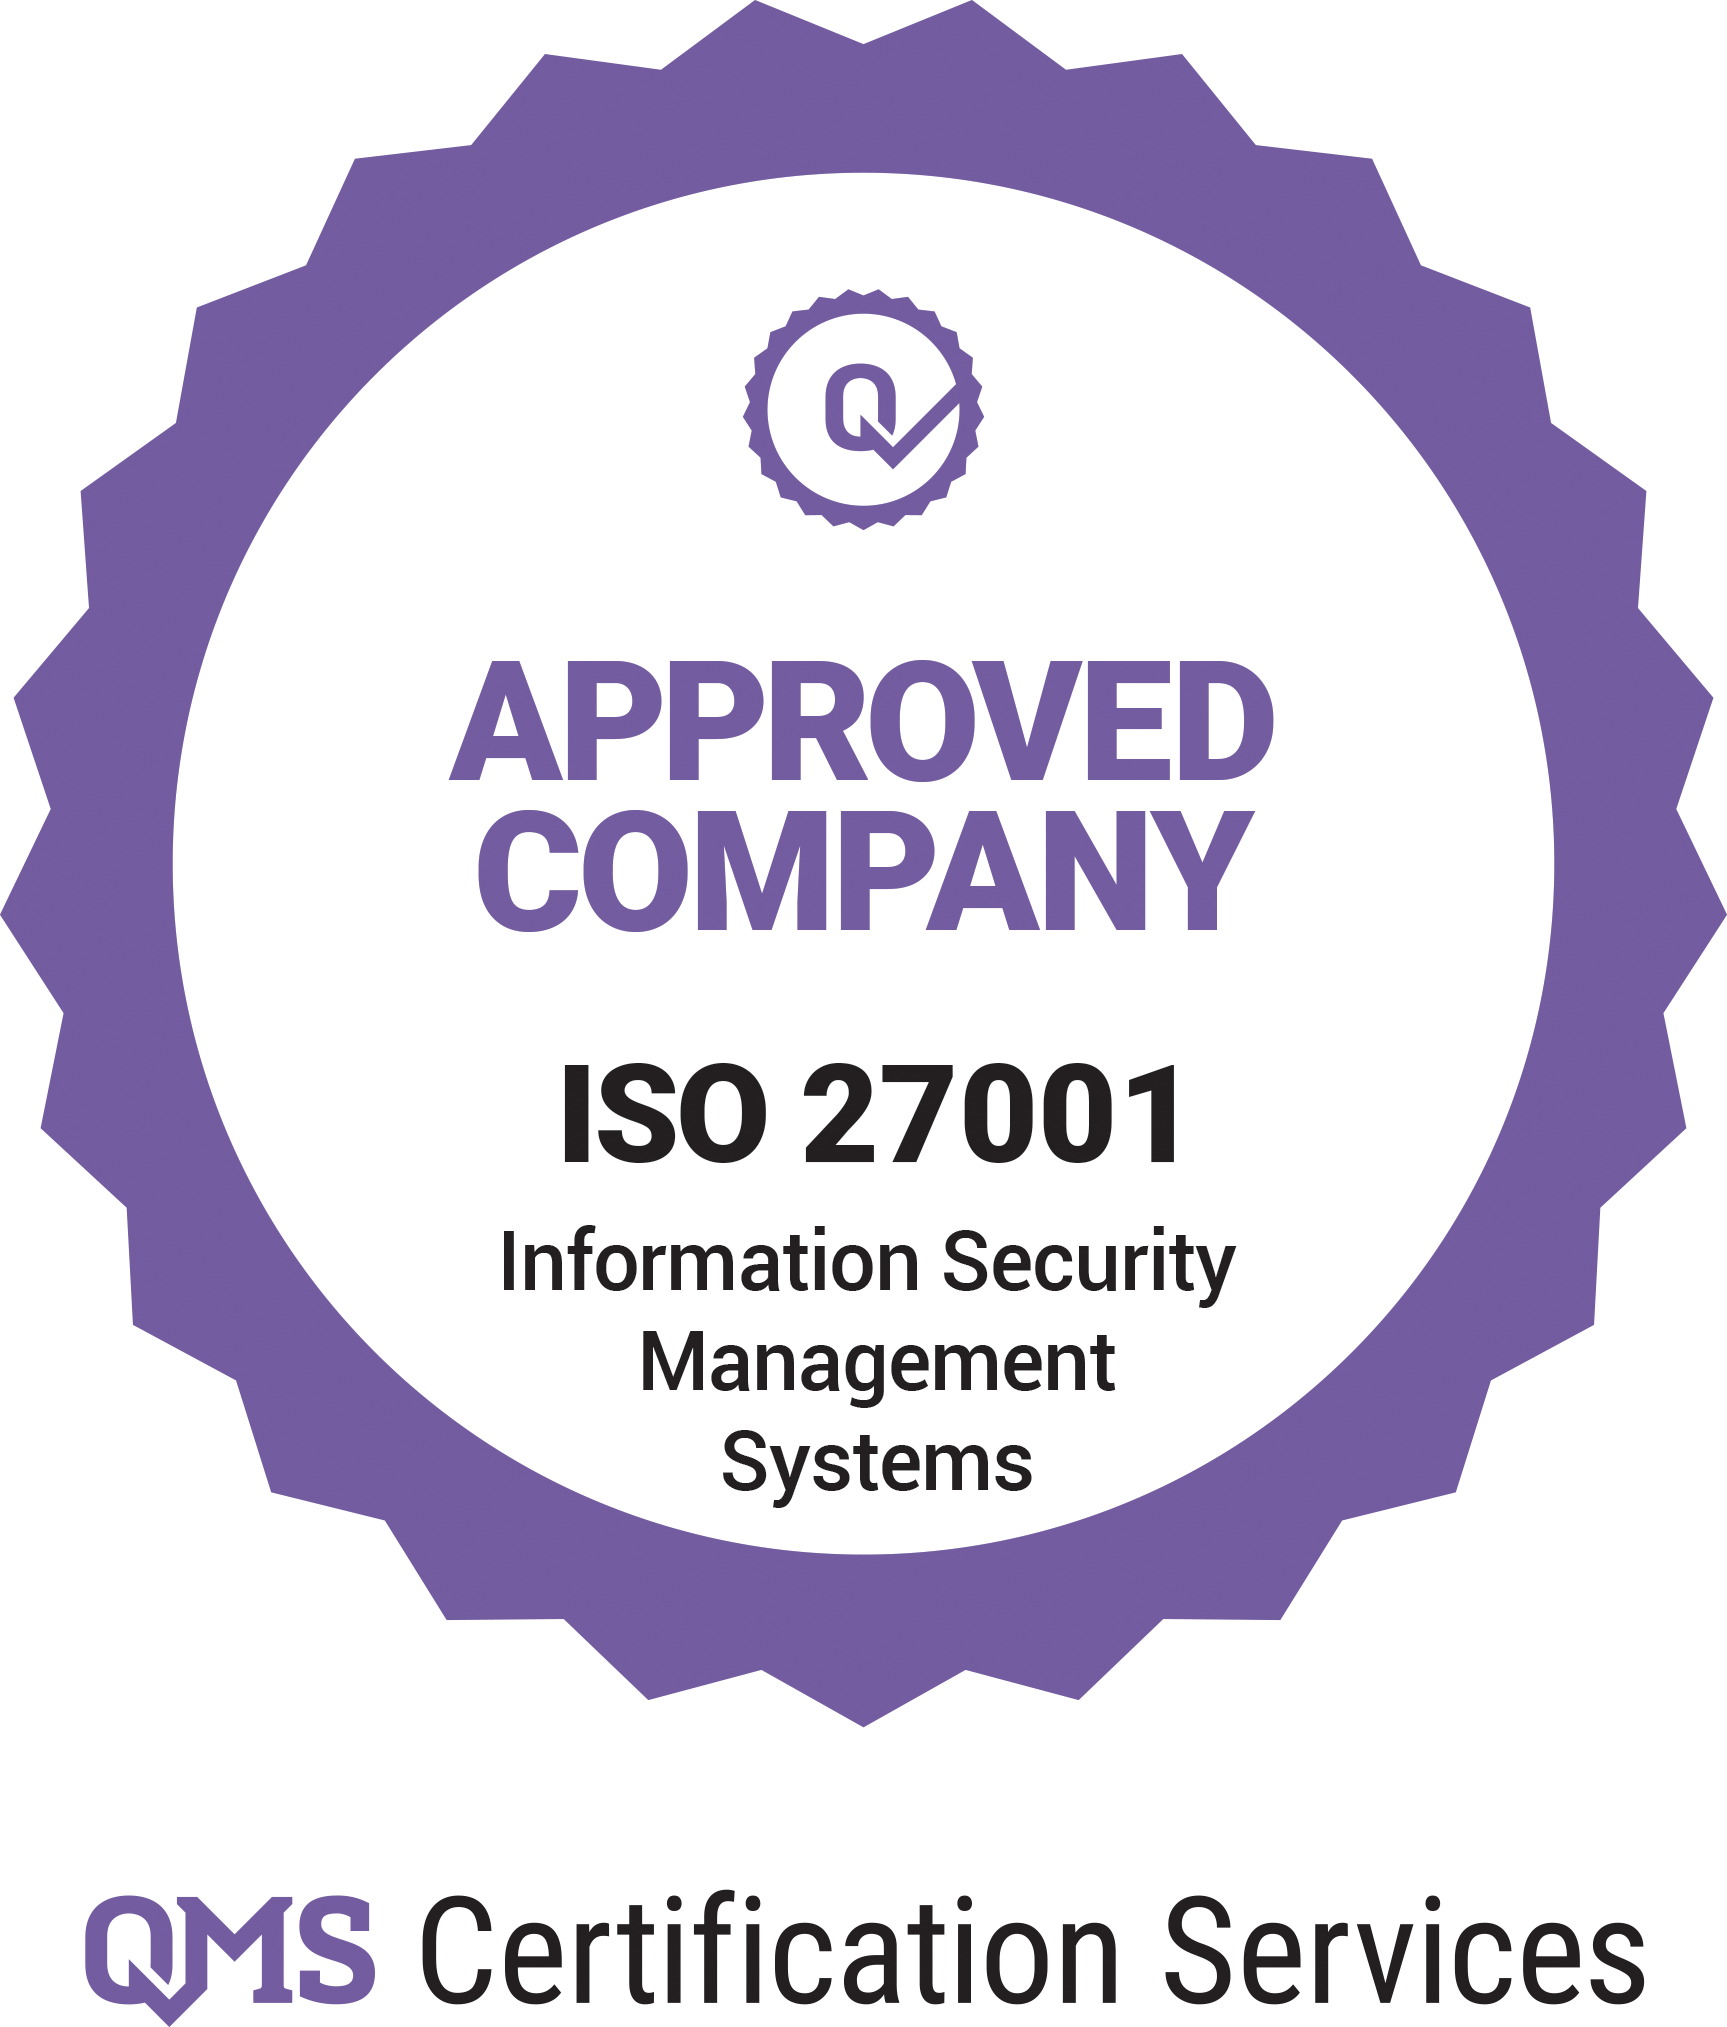 Q
APPROVED
COMPANY
ISO 27001
Information Security
Management
Systems
QMS Certification Services